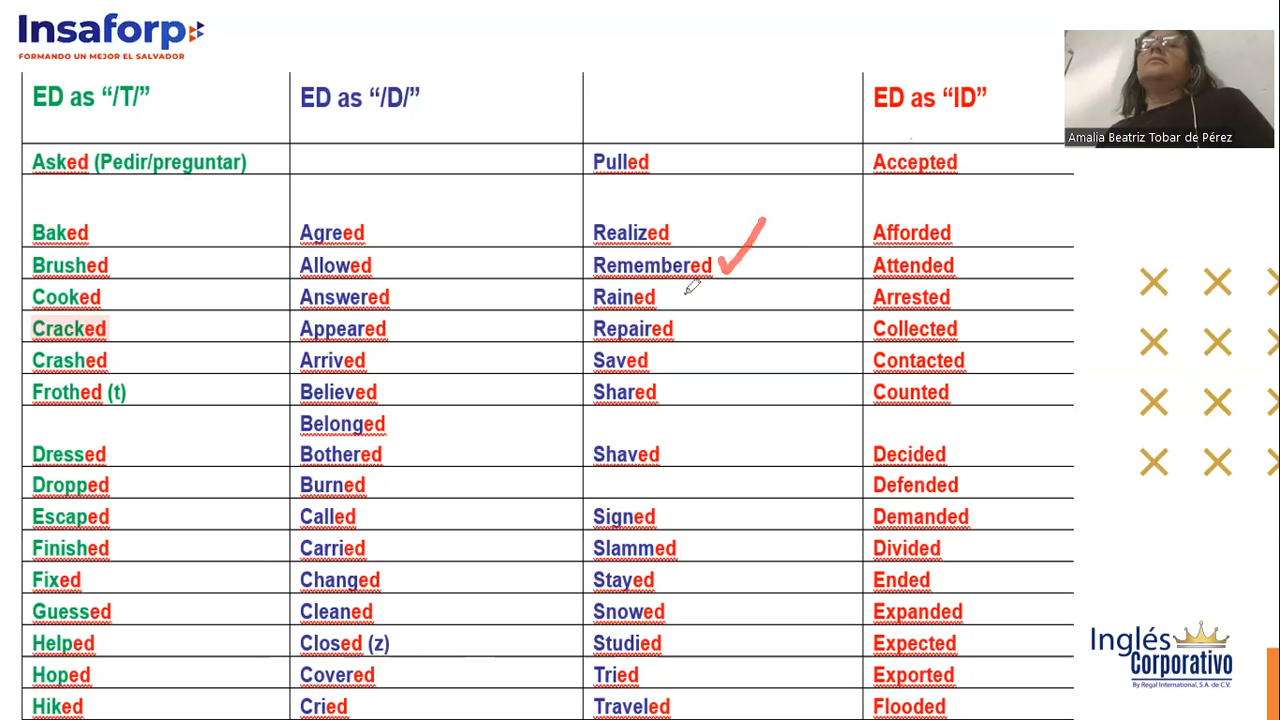 Insaforp
FORMANDO UN MEJOR EL SALVADOR
Amalia Beatriz Tobar de Pérez
ED as “/T/” ED as “/D/” ED as “ID”
Asked (Pedir/preguntar) Pulled Accepted
Baked Agreed Realized Afforded
Brushed Allowed Remembered Attended
Cooked Answered Rained Arrested
Cracked Appeared Repaired Collected
Crashed Arrived Saved Contacted
Frothed (t) Believed Shared Counted
Belonged
Dressed Bothered Shaved Decided
Dropped Burned Defended
Escaped Called Signed Demanded
Finished Carried Slammed Divided
Fixed Changed Stayed Ended
Guessed Cleaned Snowed Expanded
Helped Closed (z) Studied Expected
Hoped Covered Tried Exported
Hiked Cried Traveled Flooded
Inglés
Corporativo
By Regal International, S.A. de C.V.